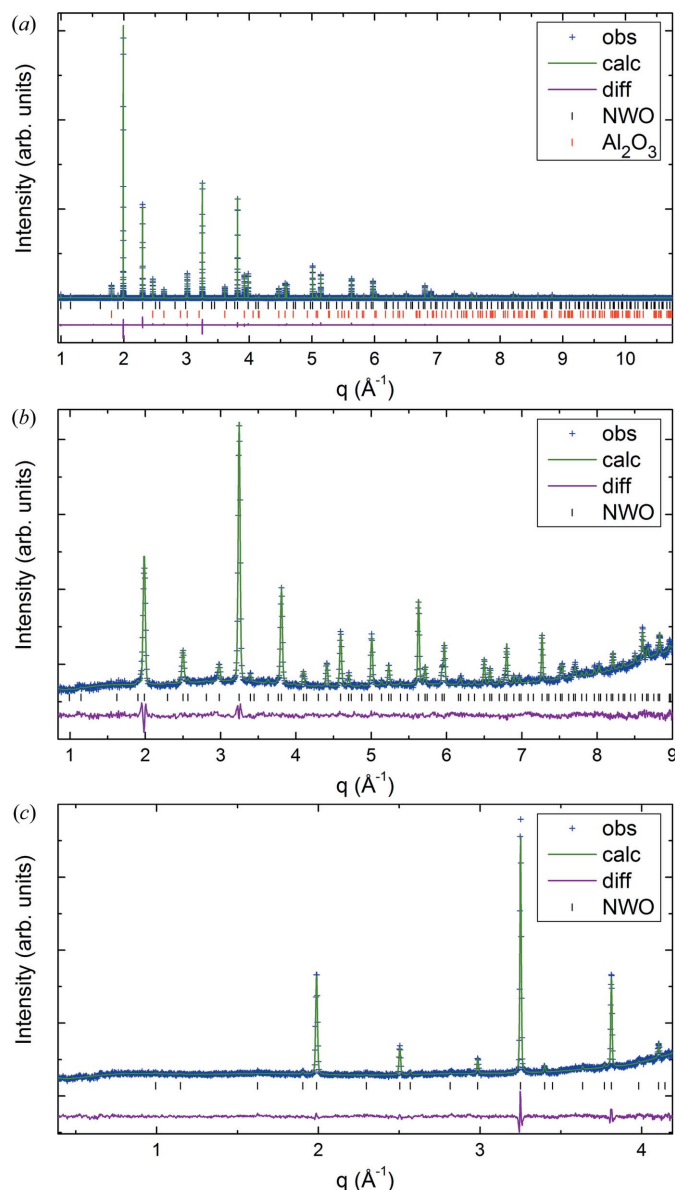 (a)
obs
calc
diff
NWO
Al2O3
Intensity (arb. units)
1 2 3 4 5 6 7 8 9 10
q (Å-1)
(b)
obs
calc
diff
NWO
Intensity (arb. units)
1 2 3 4 5 6 7 8 9
q (Å-1)
(c)
obs
calc
diff
NWO
Intensity (arb. units)
1 2 3 4
q (Å-1)